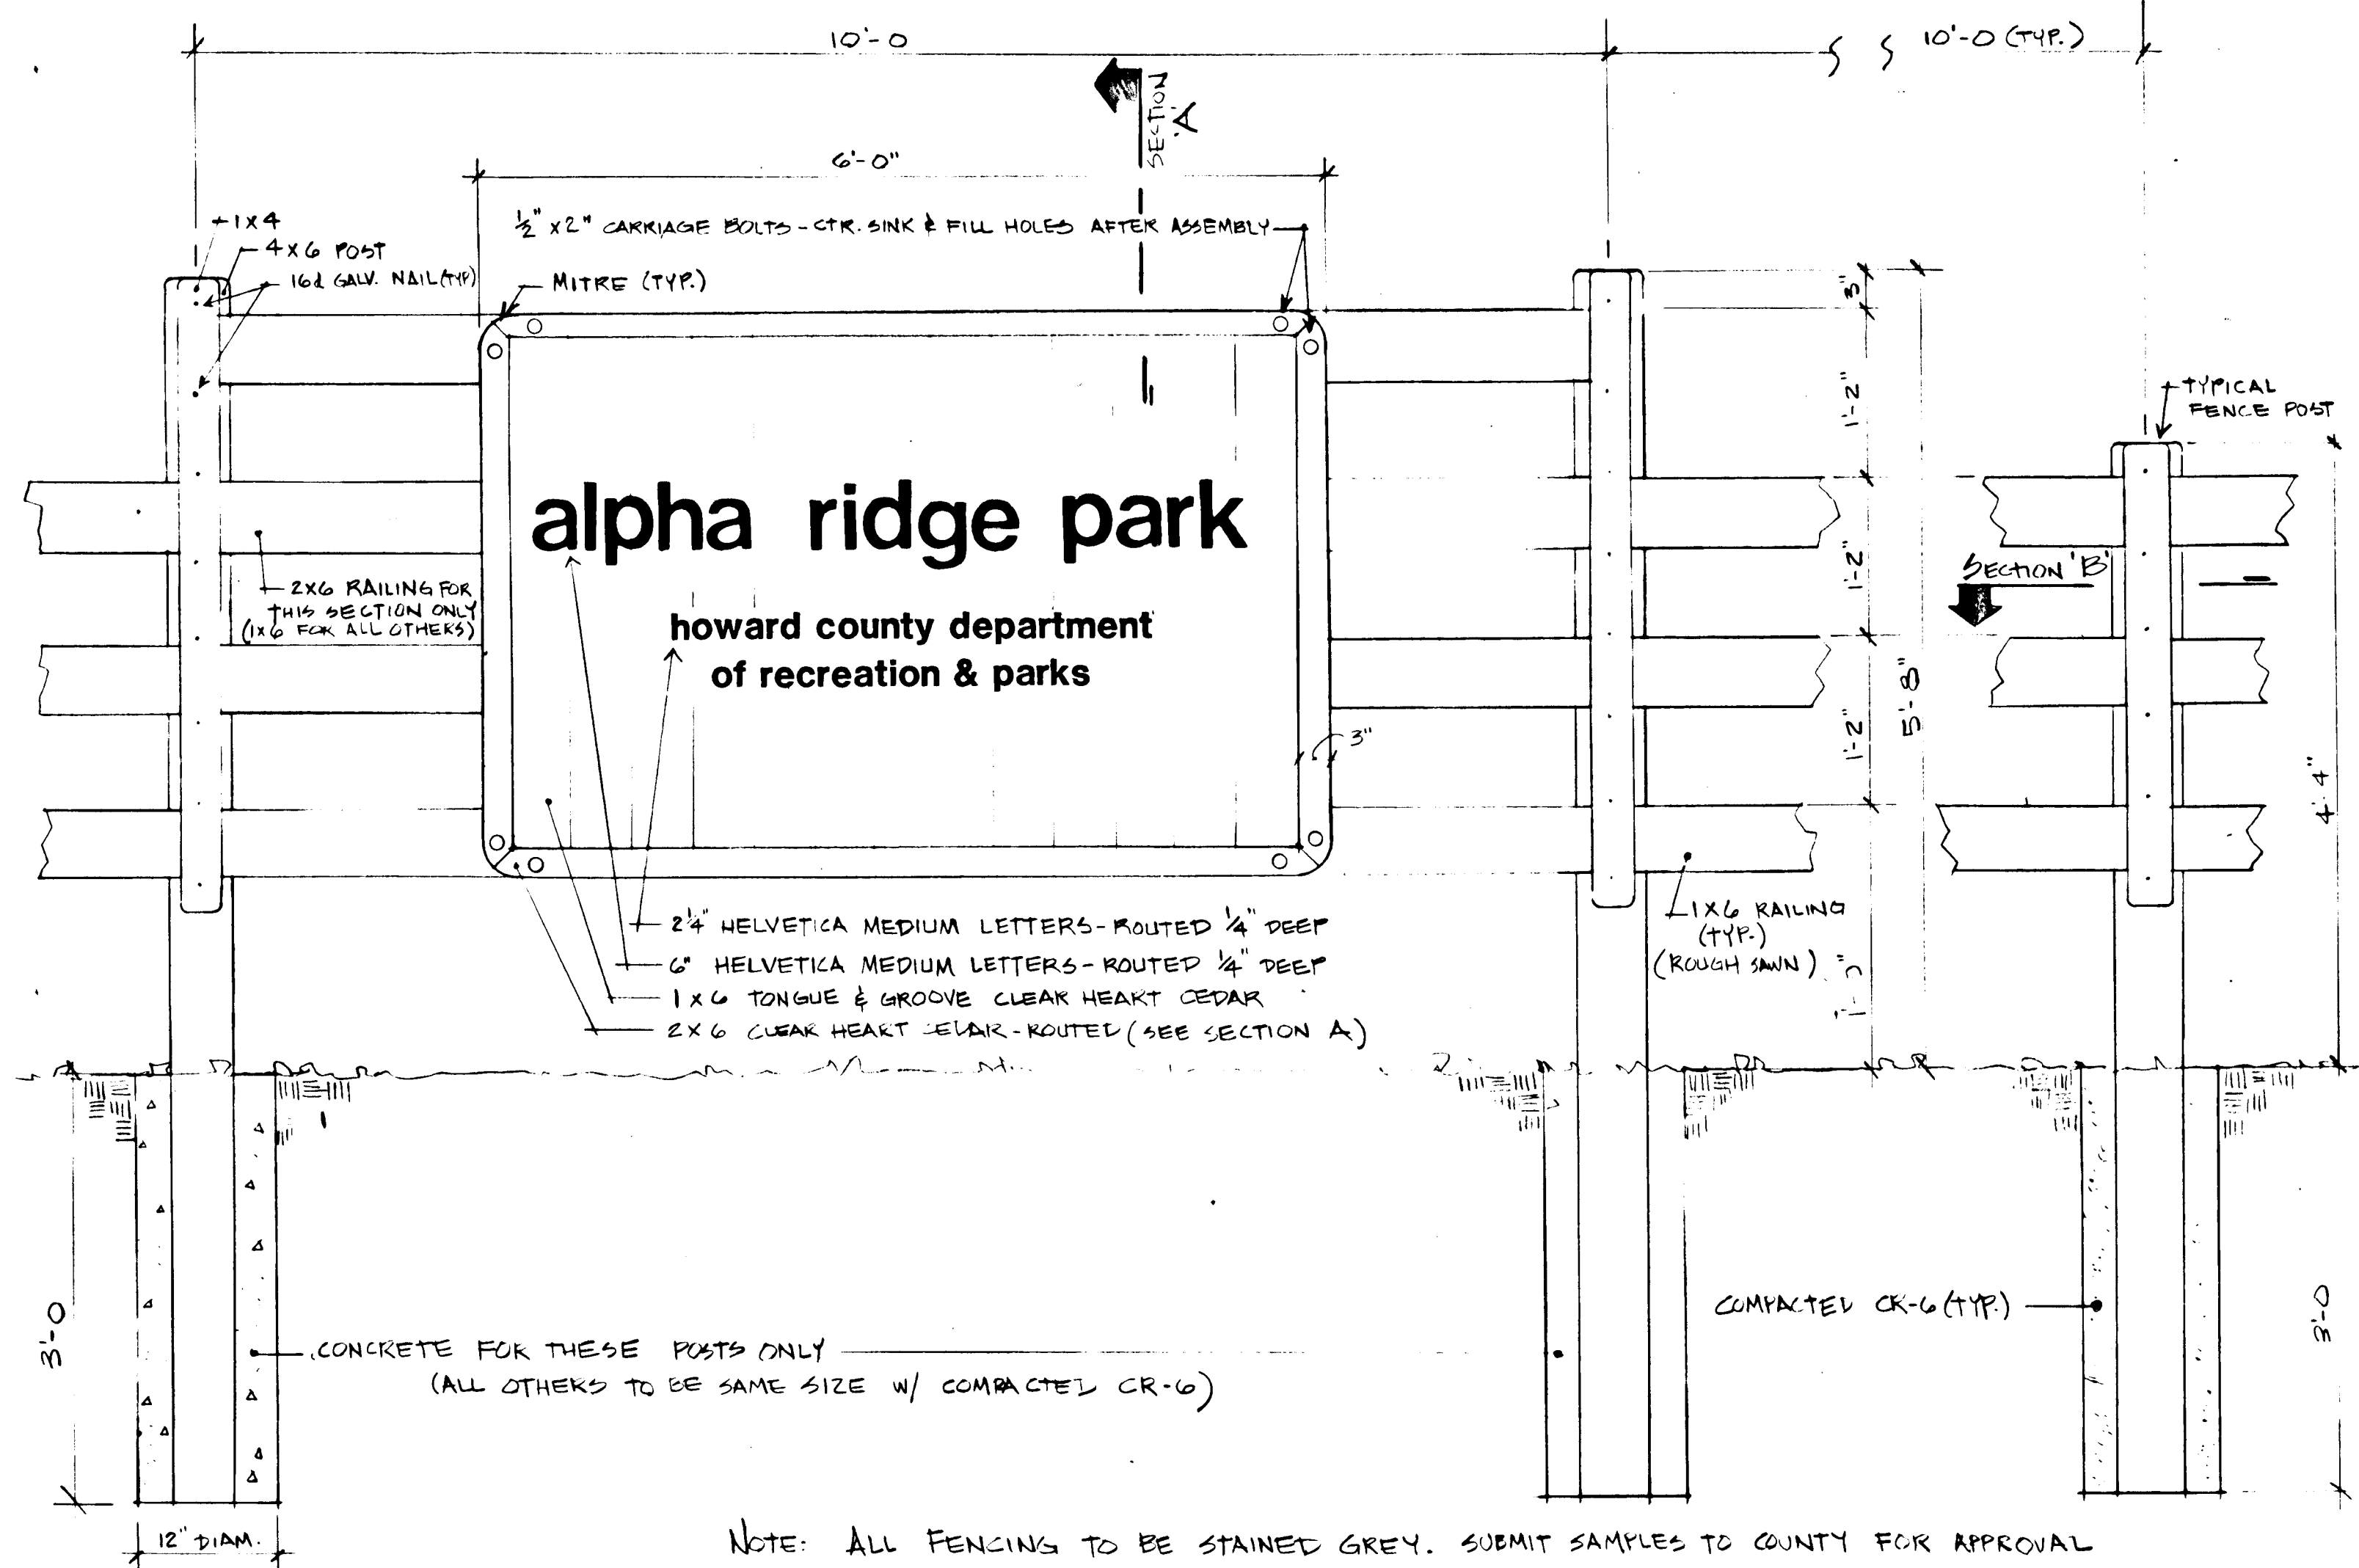 10'-0
10'-0 (TYP.)
SECTION
'A'
6'-0"
1x4
4x6 POST
16d GALV. NAIL (TYP)
½" x 2" CARRIAGE BOLTS - CTR. SINK & FILL HOLES AFTER ASSEMBLY
MITRE (TYP.)
3"
1'-2"
TYPICAL
FENCE POST
alpha ridge park
2x6 RAILING FOR
THIS SECTION ONLY
(1x6 FOR ALL OTHERS)
howard county department
of recreation & parks
1'-2"
SECTION 'B'
5'-8"
1'-2"
3"
4'-4"
2¼" HELVETICA MEDIUM LETTERS - ROUTED ¼" DEEP
6" HELVETICA MEDIUM LETTERS - ROUTED ¼" DEEP
1 x 6 TONGUE & GROOVE CLEAR HEART CEDAR
2x6 CLEAR HEART CEDAR - ROUTED (SEE SECTION A)
1x6 RAILING
(TYP.)
(ROUGH SAWN)
3'-0
CONCRETE FOR THESE POSTS ONLY
(ALL OTHERS TO BE SAME SIZE W/ COMPACTED CR-6)
COMPACTED CR-6 (TYP.)
3'-0
12" DIAM.
NOTE: ALL FENCING TO BE STAINED GREY. SUBMIT SAMPLES TO COUNTY FOR APPROVAL